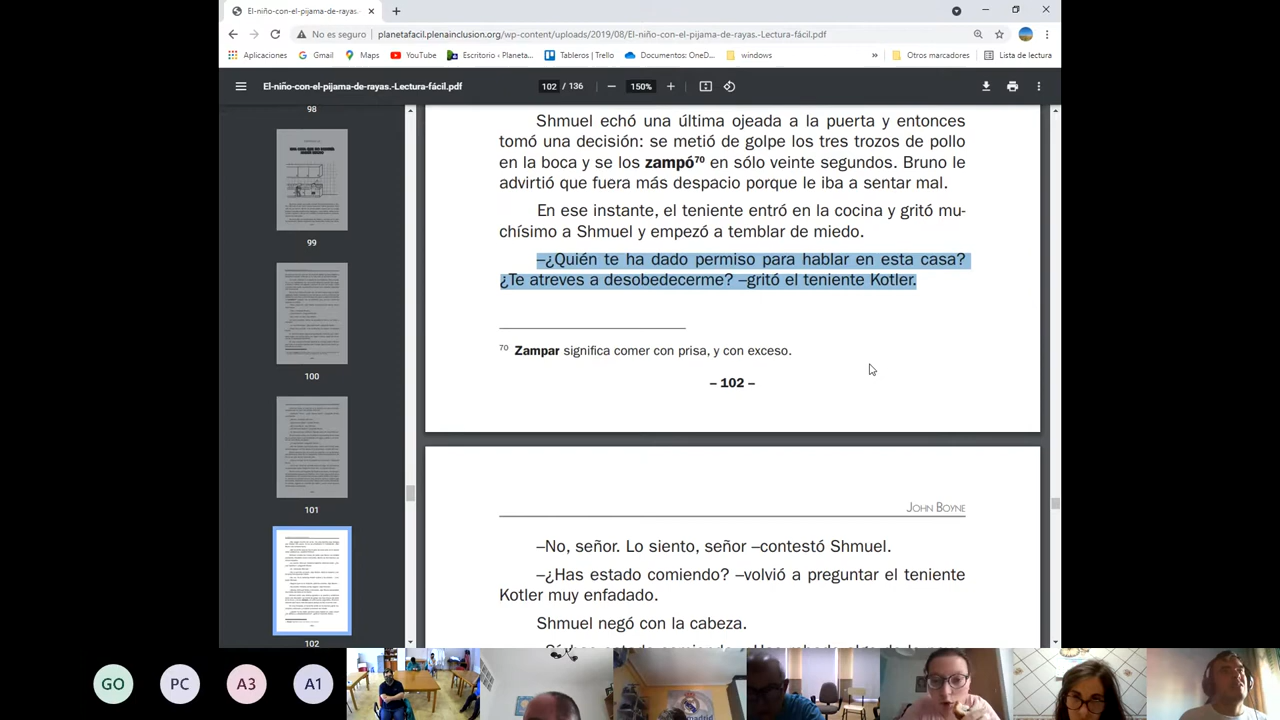 El-niño-con-el-pijama-de-rayas.-L
No es seguro
planetafacil.plenainclusion.org/wp-content/uploads/2019/08/El-niño-con-el-pijama-de-rayas.-Lectura-fácil.pdf
Aplicaciones Gmail Maps YouTube Escritorio – Planeta... Tableros | Trello Documentos: OneD... windows » Otros marcadores Lista de lectura
El-niño-con-el-pijama-de-rayas.-Lectura-fácil.pdf 102 / 136 150%
98
99
100
101
102
Shmuel echó una última ojeada a la puerta y entonces
tomó una decisión: se metió de golpe los tres trozos de pollo
en la boca y se los zampó⁷⁰ en solo veinte segundos. Bruno le
advirtió que fuera más despacio porque le iba a sentar mal.
En ese instante, el teniente entró en la cocina y gritó mu-
chísimo a Shmuel y empezó a temblar de miedo.
–¿Quién te ha dado permiso para hablar en esta casa?
¿Te atreves a desobedecerme? –gritó el teniente Kotler.
⁷⁰ Zampar significa comer con prisa, y con exceso.
– 102 –
JOHN BOYNE
–No señor. Lo siento, señor –contestó Shmuel.
–¿Has estado comiendo? –volvió a preguntar el teniente
Kotler muy enfadado.
Shmuel negó con la cabeza.
GO PC A3 A1
madrid